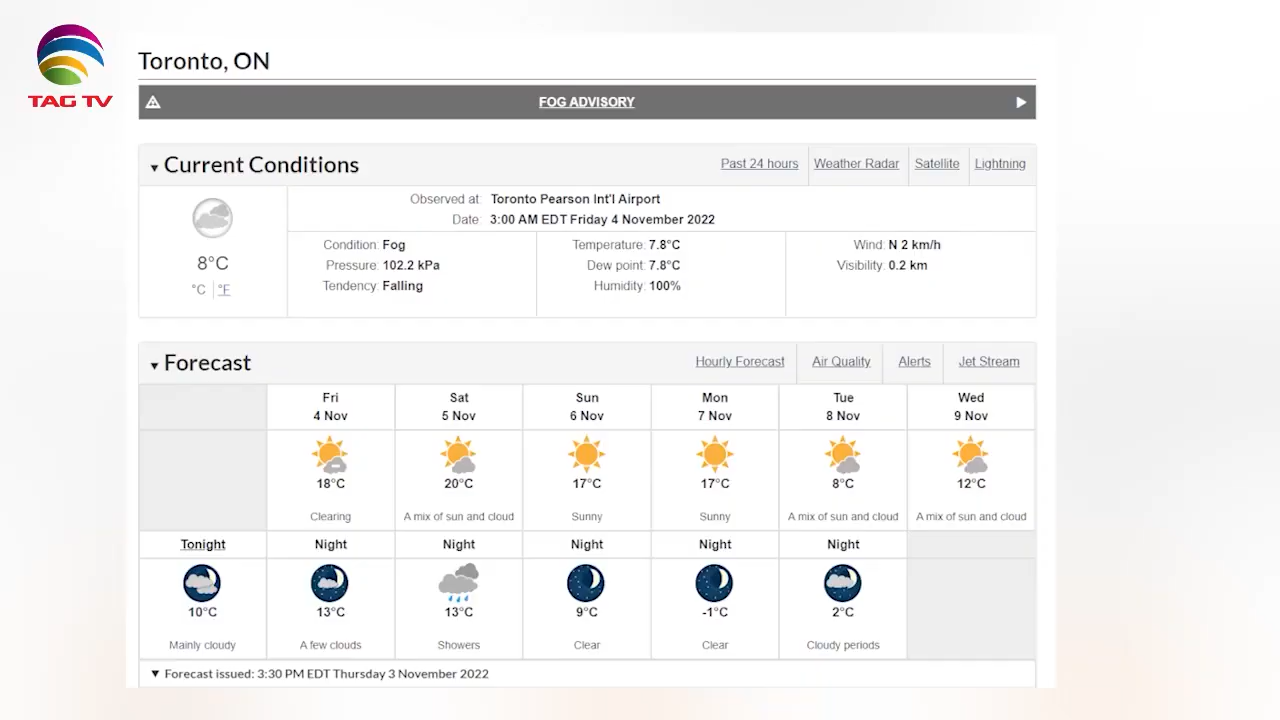 TAG TV
Toronto, ON
FOG ADVISORY
Current Conditions
Past 24 hours Weather Radar Satellite Lightning
Observed at: Toronto Pearson Int'l Airport
Date: 3:00 AM EDT Friday 4 November 2022
8°C
°C °F
Condition: Fog Temperature: 7.8°C Wind: N 2 km/h
Pressure: 102.2 kPa Dew point: 7.8°C Visibility: 0.2 km
Tendency: Falling Humidity: 100%
Forecast
Hourly Forecast Air Quality Alerts Jet Stream
Fri Sat Sun Mon Tue Wed
4 Nov 5 Nov 6 Nov 7 Nov 8 Nov 9 Nov
18°C 20°C 17°C 17°C 8°C 12°C
Clearing A mix of sun and cloud Sunny Sunny A mix of sun and cloud A mix of sun and cloud
Tonight Night Night Night Night Night
10°C 13°C 13°C 9°C -1°C 2°C
Mainly cloudy A few clouds Showers Clear Clear Cloudy periods
Forecast issued: 3:30 PM EDT Thursday 3 November 2022